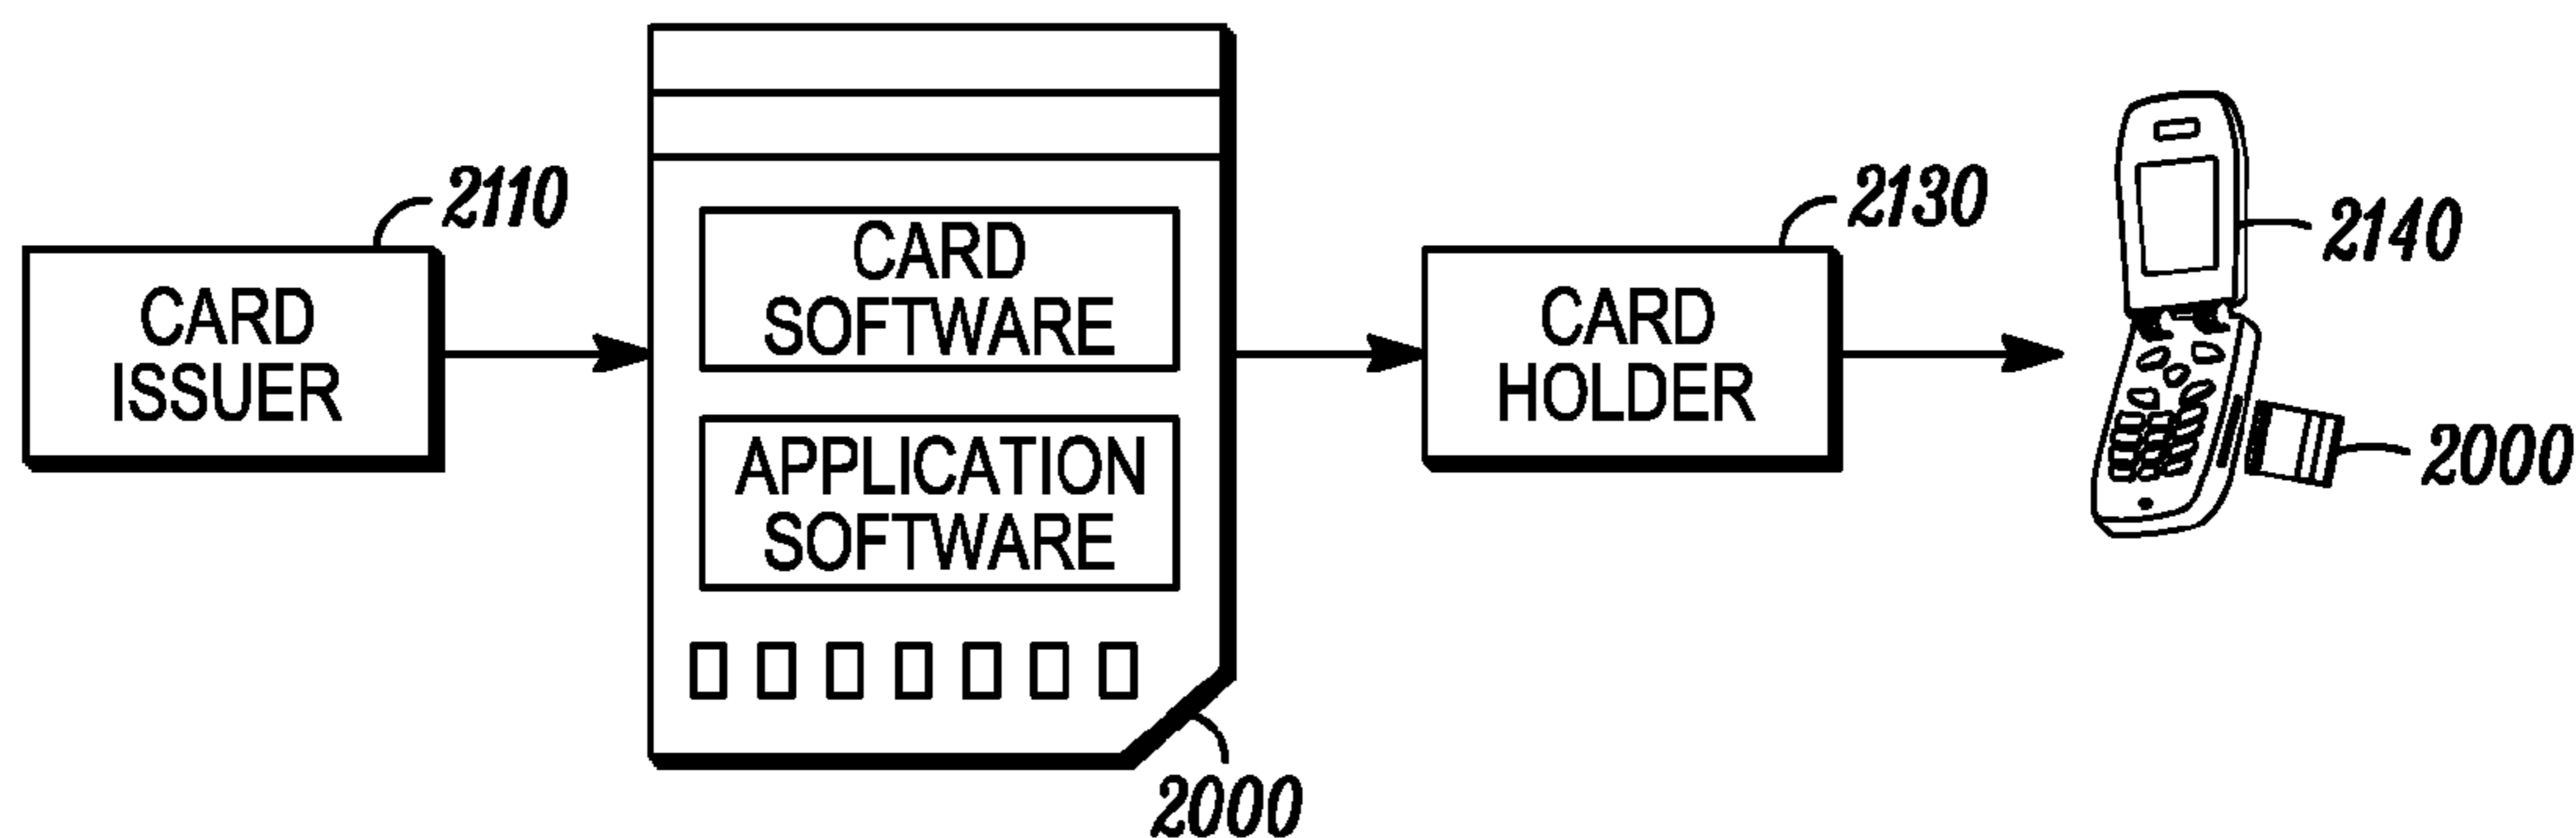 2110
CARD
ISSUER
CARD
SOFTWARE
APPLICATION
SOFTWARE
2000
2130
CARD
HOLDER
2140
2000